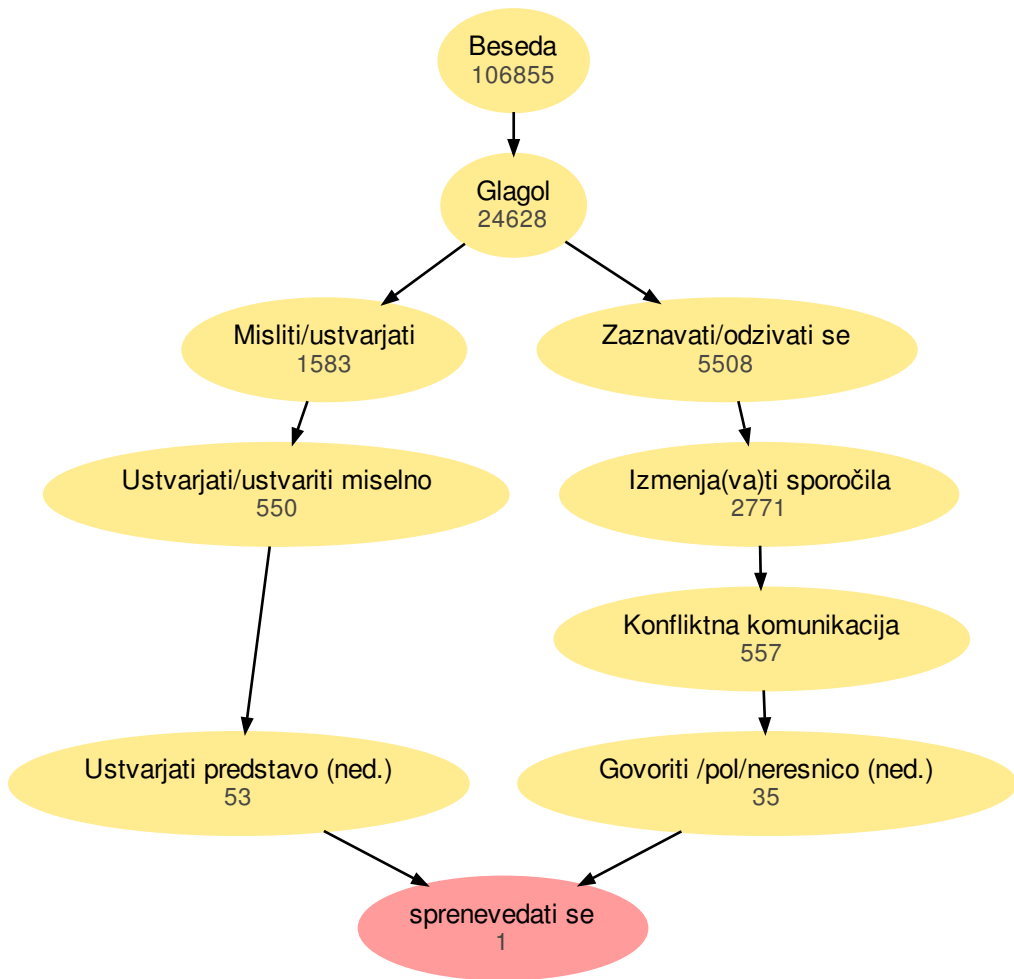 Beseda
106855
Glagol
24628
Misliti/ustvarjati
1583
Zaznavati/odzivati se
5508
Ustvarjati/ustvariti miselno
550
Izmenja(va)ti sporočila
2771
Konfliktna komunikacija
557
Ustvarjati predstavo (ned.)
53
Govoriti /pol/neresnico (ned.)
35
sprenevedati se
1